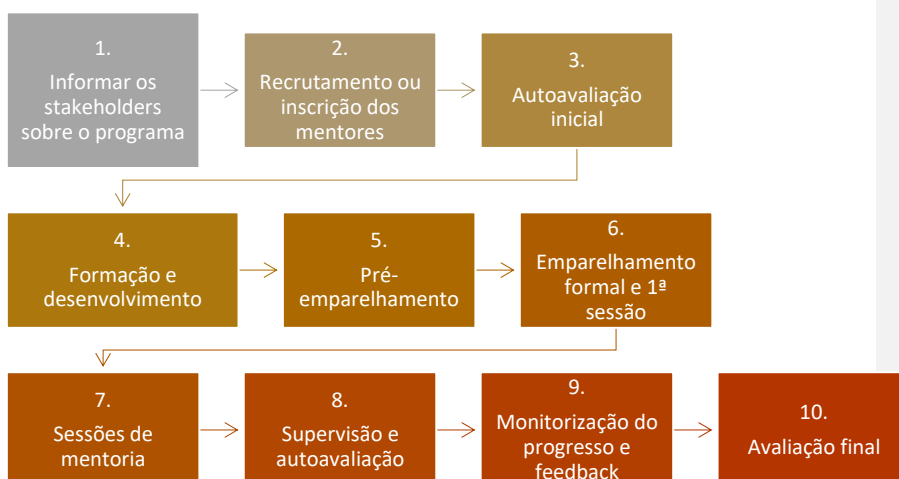 1.
Informar os
stakeholders
sobre o programa
2.
Recrutamento ou
inscrição dos
mentores
3.
Autoavaliação
inicial
4.
Formação e
desenvolvimento
5.
Pré-
emparelhamento
6.
Emparelhamento
formal e 1ª
sessão
7.
Sessões de
mentoria
8.
Supervisão e
autoavaliação
9.
Monitorização do
progresso e
feedback
10.
Avaliação final